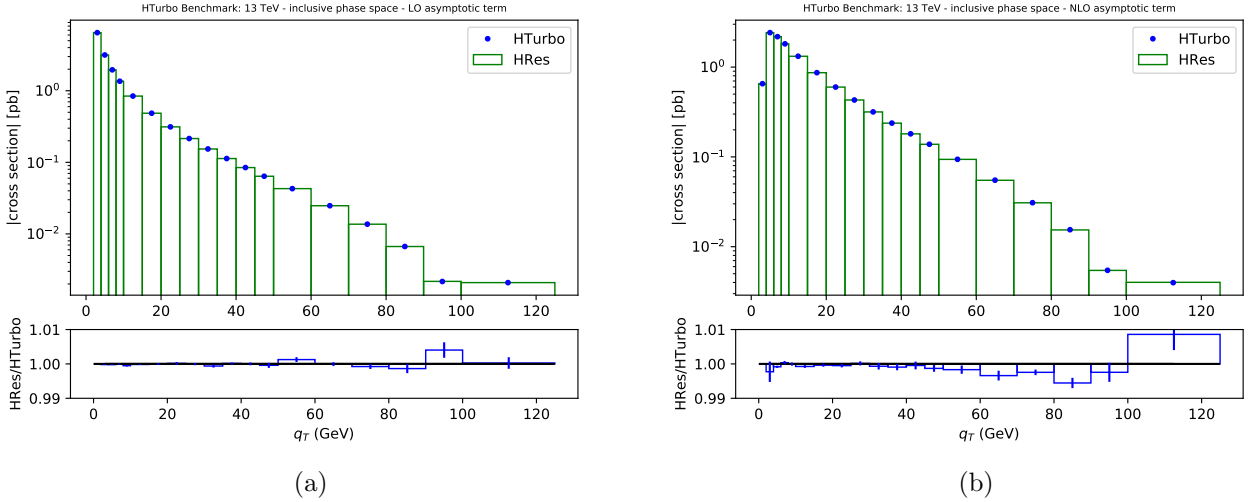 HTurbo Benchmark: 13 TeV - inclusive phase space - LO asymptotic term
HTurbo
HRes
|cross section| [pb]
10⁰
10⁻¹
10⁻²
0 20 40 60 80 100 120
HRes/HTurbo
1.01
1.00
0.99
0 20 40 60 80 100 120
q_T (GeV)
(a)
HTurbo Benchmark: 13 TeV - inclusive phase space - NLO asymptotic term
HTurbo
HRes
|cross section| [pb]
10⁰
10⁻¹
10⁻²
0 20 40 60 80 100 120
HRes/HTurbo
1.01
1.00
0.99
0 20 40 60 80 100 120
q_T (GeV)
(b)